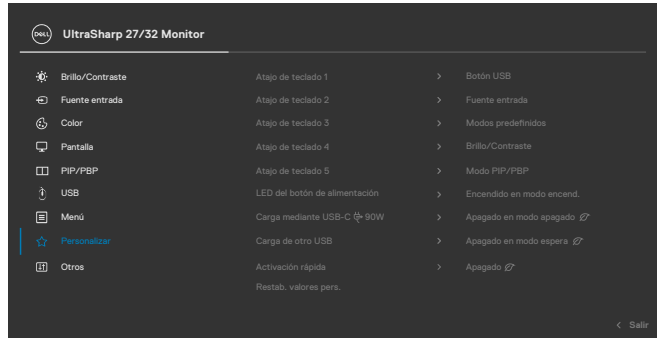 DELL UltraSharp 27/32 Monitor
Brillo/Contraste Atajo de teclado 1 > Botón USB
Fuente entrada Atajo de teclado 2 > Fuente entrada
Color Atajo de teclado 3 > Modos predefinidos
Pantalla Atajo de teclado 4 > Brillo/Contraste
PIP/PBP Atajo de teclado 5 > Modo PIP/PBP
USB LED del botón de alimentación > Encendido en modo encend.
Menú Carga mediante USB-C 90W > Apagado en modo apagado
Personalizar Carga de otro USB > Apagado en modo espera
Otros Activación rápida > Apagado
Restab. valores pers.
< Salir